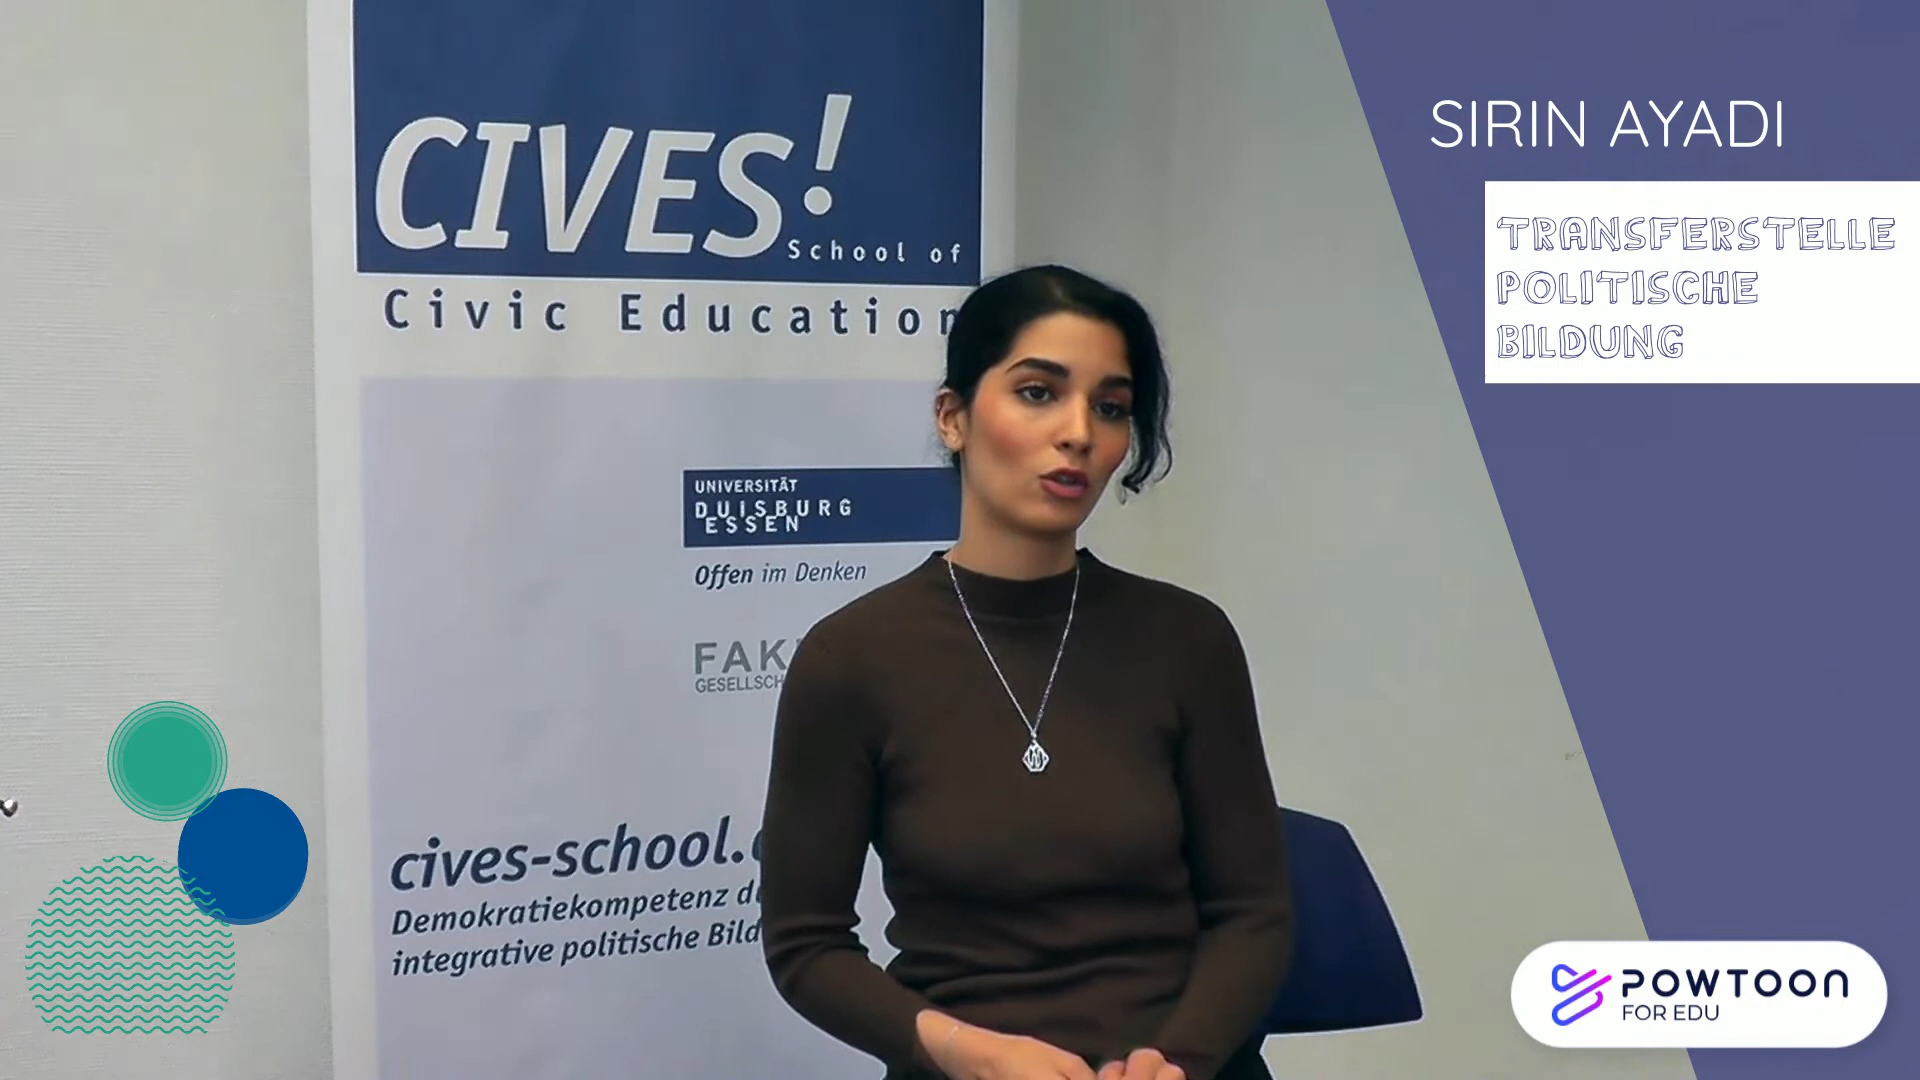 CIVES!
School of
Civic Education
UNIVERSITÄT
DUISBURG
ESSEN
Offen im Denken
cives-school.
Demokratiekompetenz
integrative politische
SIRIN AYADI
TRANSFERSTELLE
POLITISCHE
BILDUNG
POWTOON
FOR EDU